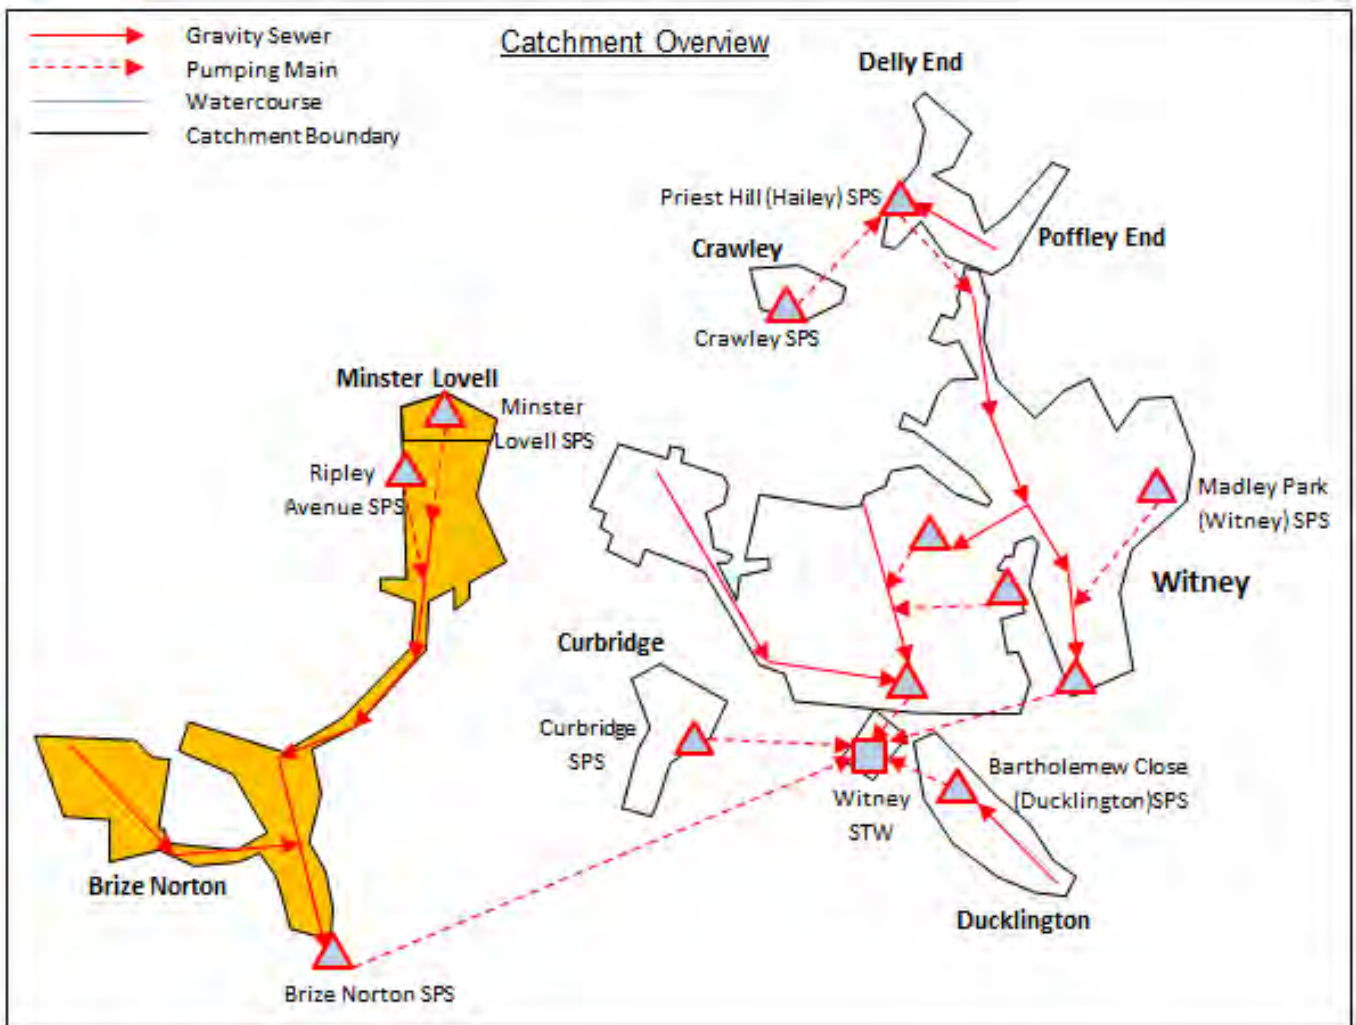 Gravity Sewer
Pumping Main
Watercourse
Catchment Boundary
Catchment Overview
Delly End
Priest Hill (Hailey) SPS
Poffley End
Crawley
Crawley SPS
Minster Lovell
Minster
Lovell SPS
Ripley
Avenue SPS
Madley Park
(Witney) SPS
Witney
Curbridge
Curbridge
SPS
Witney
STW
Bartholemew Close
(Ducklington)SPS
Ducklington
Brize Norton
Brize Norton SPS